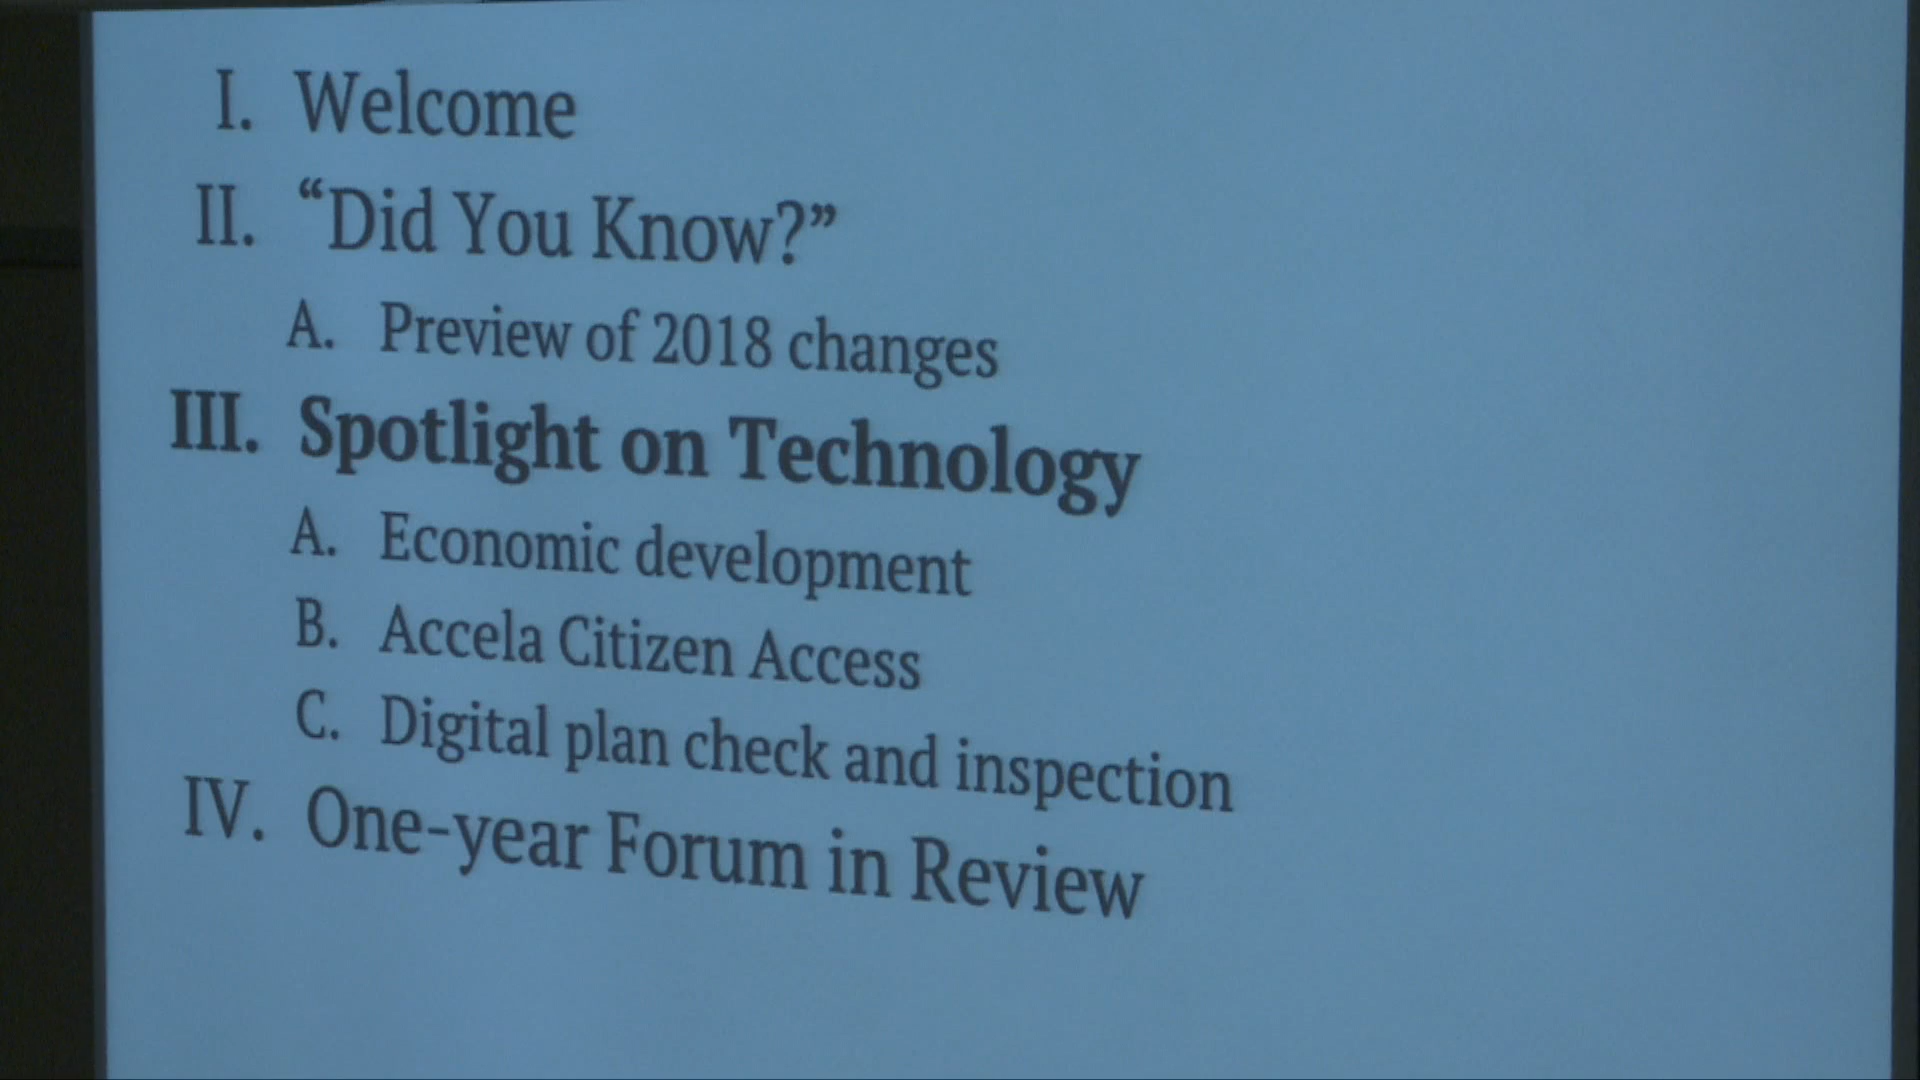 I. Welcome
II. “Did You Know?”
A. Preview of 2018 changes
III. Spotlight on Technology
A. Economic development
B. Accela Citizen Access
C. Digital plan check and inspection
IV. One-year Forum in Review